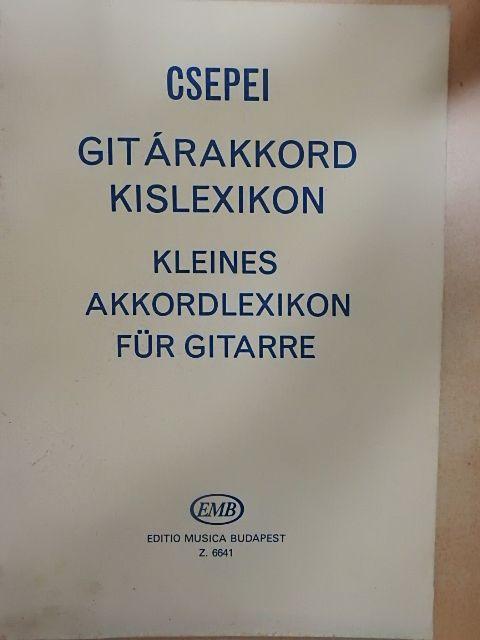 CSEPEI
GITÁRAKKORD
KISLEXIKON
KLEINES
AKKORDLEXIKON
FÜR GITARRE
EMB
EDITIO MUSICA BUDAPEST
Z. 6641